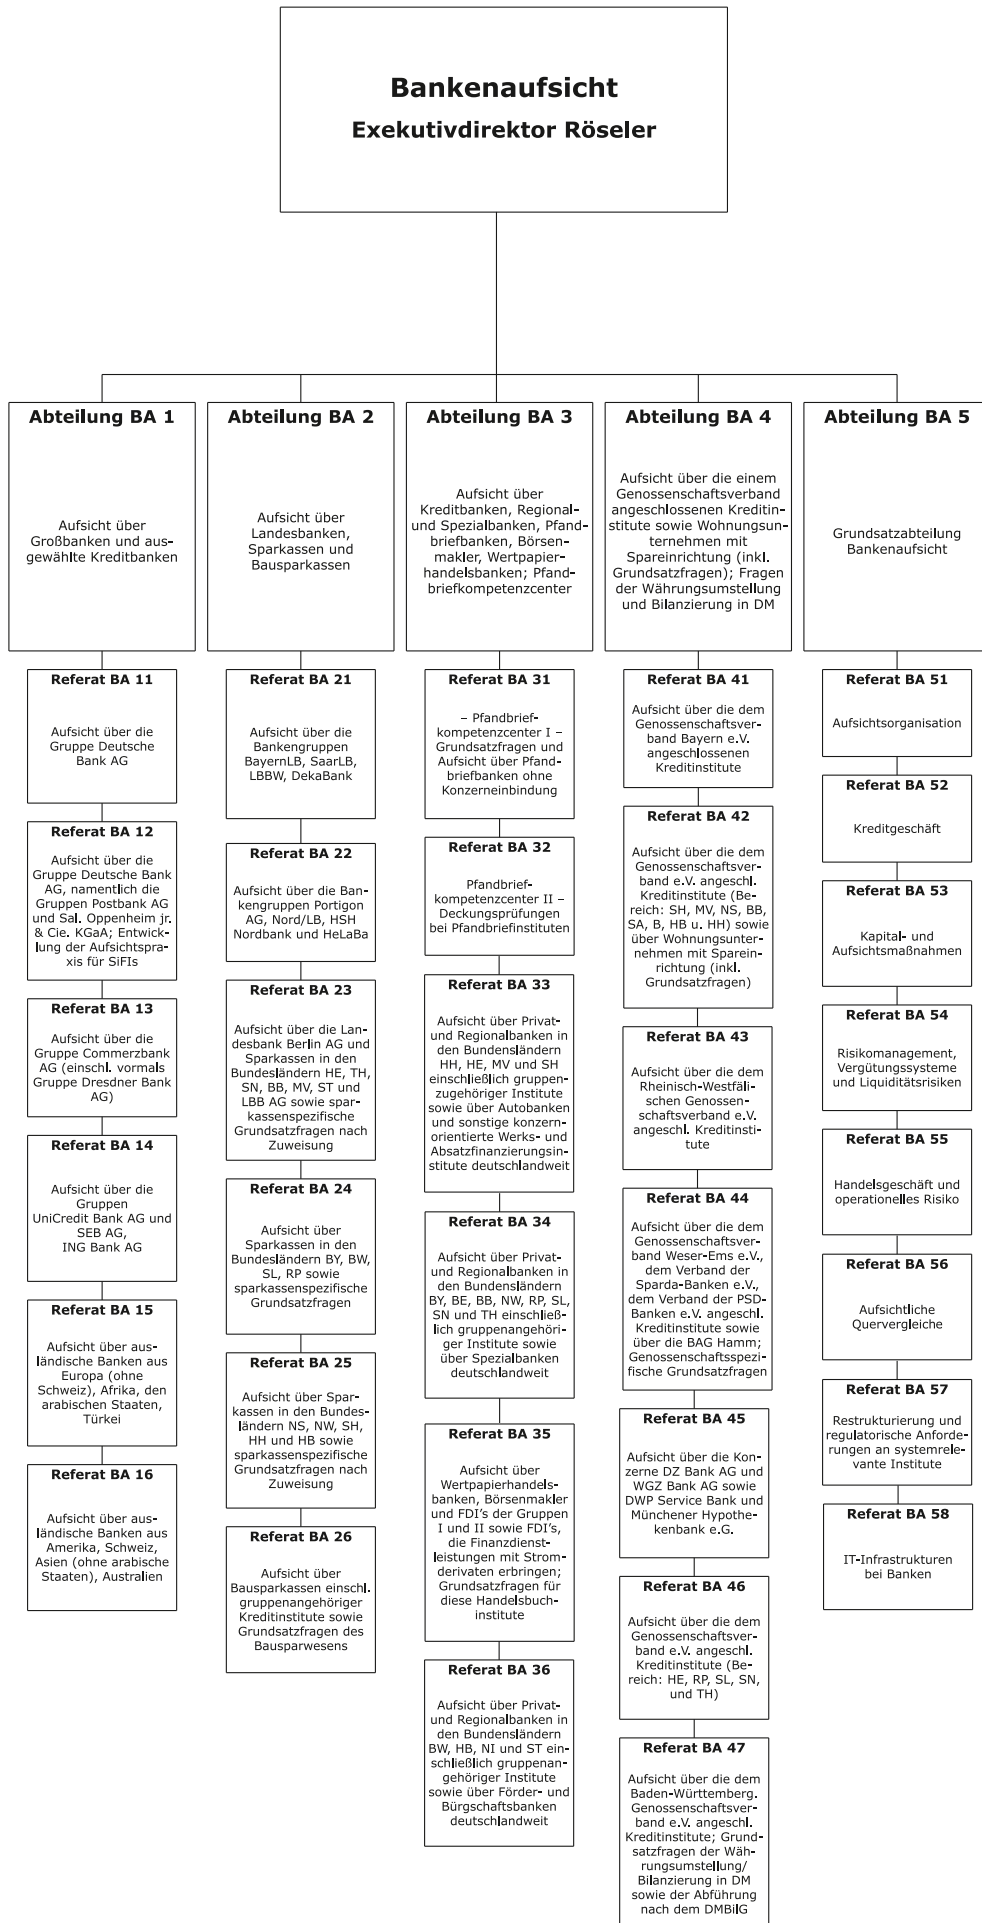 Bankenaufsicht
Exekutivdirektor Röseler
Abteilung BA 1
Aufsicht über
Großbanken und aus-
gewählte Kreditbanken
Referat BA 11
Aufsicht über die
Gruppe Deutsche
Bank AG
Referat BA 12
Aufsicht über die
Gruppe Deutsche Bank
AG, namentlich die
Gruppen Postbank AG
und Sal. Oppenheim jr.
& Cie. KGaA; Entwick-
lung der Aufsichtspra-
xis für SiFIs
Referat BA 13
Aufsicht über die
Gruppe Commerzbank
AG (einschl. vormals
Gruppe Dresdner Bank
AG)
Referat BA 14
Aufsicht über die
Gruppen
UniCredit Bank AG und
SEB AG,
ING Bank AG
Referat BA 15
Aufsicht über aus-
ländische Banken aus
Europa (ohne
Schweiz), Afrika, den
arabischen Staaten,
Türkei
Referat BA 16
Aufsicht über aus-
ländische Banken aus
Amerika, Schweiz,
Asien (ohne arabische
Staaten), Australien
Abteilung BA 2
Aufsicht über
Landesbanken,
Sparkassen und
Bausparkassen
Referat BA 21
Aufsicht über die
Bankengruppen
BayernLB, SaarLB,
LBBW, DekaBank
Referat BA 22
Aufsicht über die Ban-
kengruppen Portigon
AG, Nord/LB, HSH
Nordbank und HeLaBa
Referat BA 23
Aufsicht über die Lan-
desbank Berlin AG und
Sparkassen in den
Bundesländern HE, TH,
SN, BB, MV, ST und
LBB AG sowie spar-
kassenspezifische
Grundsatzfragen nach
Zuweisung
Referat BA 24
Aufsicht über
Sparkassen in den
Bundesländern BY, BW,
SL, RP sowie
sparkassenspezifische
Grundsatzfragen
Referat BA 25
Aufsicht über Spar-
kassen in den Bundes-
ländern NS, NW, SH,
HH und HB sowie
sparkassenspezifische
Grundsatzfragen nach
Zuweisung
Referat BA 26
Aufsicht über
Bausparkassen einschl.
gruppenangehöriger
Kreditinstitute sowie
Grundsatzfragen des
Bausparwesens
Abteilung BA 3
Aufsicht über
Kreditbanken, Regional-
und Spezialbanken, Pfand-
briefbanken, Börsen-
makler, Wertpapier-
handelsbanken; Pfand-
briefkompetenzcenter
Referat BA 31
– Pfandbrief-
kompetenzcenter I –
Grundsatzfragen und
Aufsicht über Pfand-
briefbanken ohne
Konzerneinbindung
Referat BA 32
Pfandbrief-
kompetenzcenter II –
Deckungsprüfungen
bei Pfandbriefinstituten
Referat BA 33
Aufsicht über Privat-
und Regionalbanken in
den Bundensländern
HH, HE, MV und SH
einschließlich gruppen-
zugehöriger Institute
sowie über Autobanken
und sonstige konzern-
orientierte Werks- und
Absatzfinanzierungsin-
stitute deutschlandweit
Referat BA 34
Aufsicht über Privat-
und Regionalbanken in
den Bundensländern
BY, BE, BB, NW, RP, SL,
SN und TH einschließ-
lich gruppenangehöri-
ger Institute sowie
über Spezialbanken
deutschlandweit
Referat BA 35
Aufsicht über
Wertpapierhandels-
banken, Börsenmakler
und FDI's der Gruppen
I und II sowie FDI's,
die Finanzdienst-
leistungen mit Strom-
derivaten erbringen;
Grundsatzfragen für
diese Handelsbuch-
institute
Referat BA 36
Aufsicht über Privat-
und Regionalbanken in
den Bundensländern
BW, HB, NI und ST ein-
schließlich gruppenan-
gehöriger Institute
sowie über Förder- und
Bürgschaftsbanken
deutschlandweit
Abteilung BA 4
Aufsicht über die einem
Genossenschaftsverband
angeschlossenen Kreditin-
stitute sowie Wohnungsun-
ternehmen mit
Spareinrichtung (inkl.
Grundsatzfragen); Fragen
der Währungsumstellung
und Bilanzierung in DM
Referat BA 41
Aufsicht über die dem
Genossenschaftsver-
band Bayern e.V.
angeschlossenen
Kreditinstitute
Referat BA 42
Aufsicht über die dem
Genossenschaftsver-
band e.V. angeschl.
Kreditinstitute (Be-
reich: SH, MV, NS, BB,
SA, B, HB u. HH) sowie
über Wohnungsunter-
nehmen mit Sparein-
richtung (inkl.
Grundsatzfragen)
Referat BA 43
Aufsicht über die dem
Rheinisch-Westfäli-
schen Genossen-
schaftsverband e.V.
angeschl. Kreditinsti-
tute
Referat BA 44
Aufsicht über die dem
Genossenschaftsver-
band Weser-Ems e.V.,
dem Verband der
Sparda-Banken e.V.,
dem Verband der PSD-
Banken e.V. angeschl.
Kreditinstitute sowie
über die BAG Hamm;
Genossenschaftsspezi-
fische Grundsatzfragen
Referat BA 45
Aufsicht über die Kon-
zerne DZ Bank AG und
WGZ Bank AG sowie
DWP Service Bank und
Münchener Hypothe-
kenbank e.G.
Referat BA 46
Aufsicht über die dem
Genossenschaftsver-
band e.V. angeschl.
Kreditinstitute (Be-
reich: HE, RP, SL, SN,
und TH)
Referat BA 47
Aufsicht über die dem
Baden-Württemberg.
Genossenschaftsver-
band e.V. angeschl.
Kreditinstitute; Grund-
satzfragen der Wäh-
rungsumstellung/
Bilanzierung in DM
sowie der Abführung
nach dem DMBilG
Abteilung BA 5
Grundsatzabteilung
Bankenaufsicht
Referat BA 51
Aufsichtsorganisation
Referat BA 52
Kreditgeschäft
Referat BA 53
Kapital- und
Aufsichtsmaßnahmen
Referat BA 54
Risikomanagement,
Vergütungssysteme
und Liquiditätsrisiken
Referat BA 55
Handelsgeschäft und
operationelles Risiko
Referat BA 56
Aufsichtliche
Quervergleiche
Referat BA 57
Restrukturierung und
regulatorische Anforde-
rungen an systemrele-
vante Institute
Referat BA 58
IT-Infrastrukturen
bei Banken